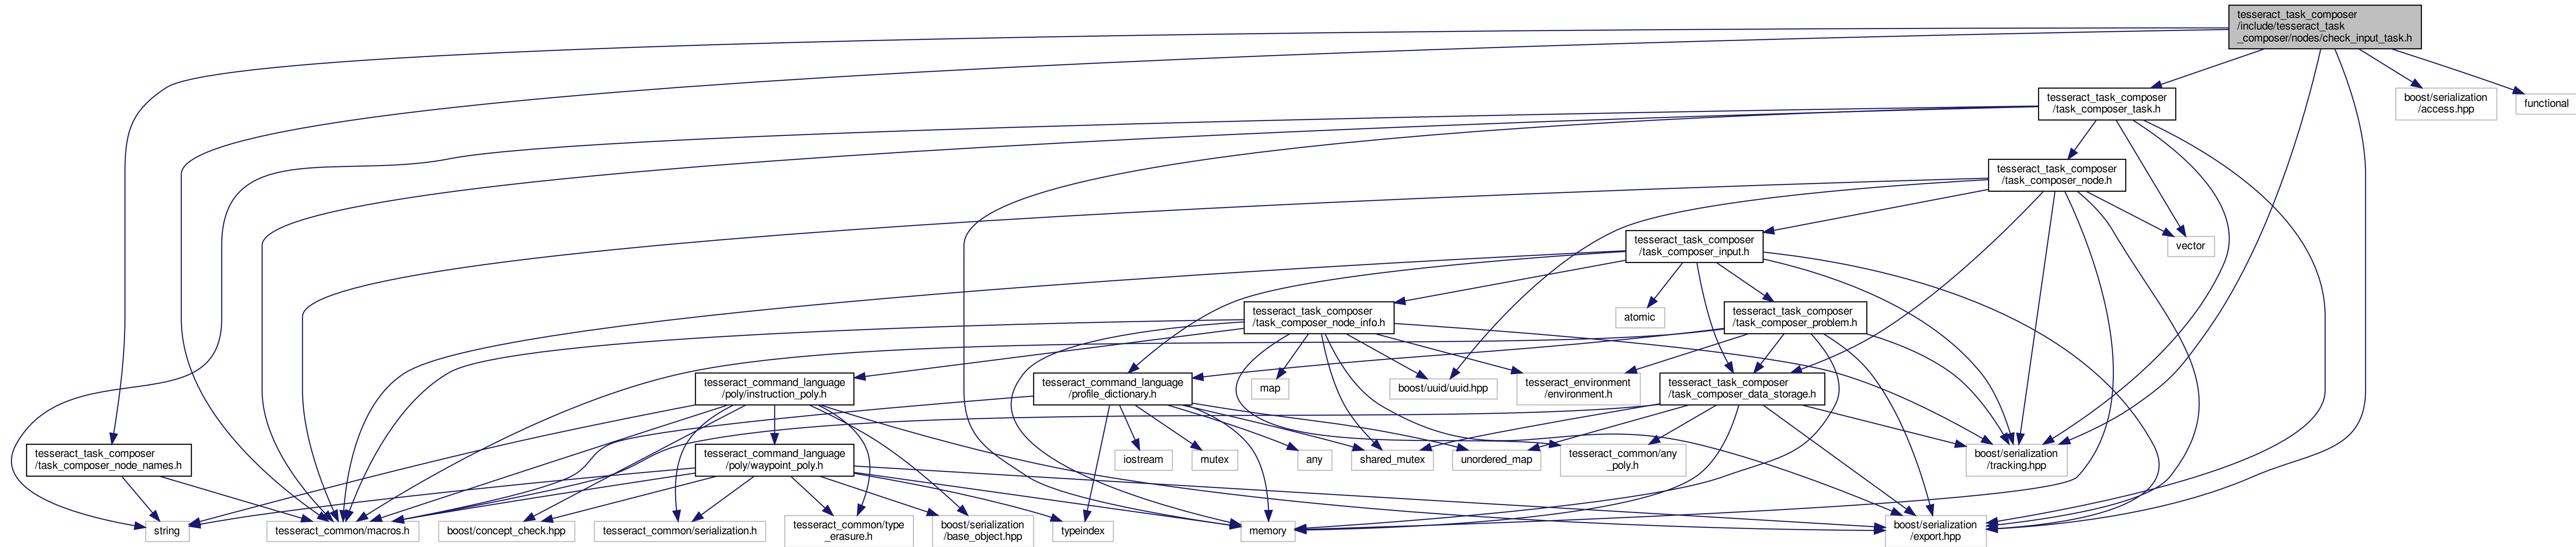 tesseract_task_composer
/include/tesseract_task
_composer/nodes/check_input_task.h
tesseract_task_composer
/task_composer_task.h
boost/serialization
/access.hpp
functional
tesseract_task_composer
/task_composer_node.h
vector
tesseract_task_composer
/task_composer_input.h
tesseract_task_composer
/task_composer_node_info.h
atomic
tesseract_task_composer
/task_composer_problem.h
tesseract_command_language
/poly/instruction_poly.h
tesseract_command_language
/profile_dictionary.h
map
boost/uuid/uuid.hpp
tesseract_environment
/environment.h
tesseract_task_composer
/task_composer_data_storage.h
tesseract_task_composer
/task_composer_node_names.h
tesseract_command_language
/poly/waypoint_poly.h
iostream
mutex
any
shared_mutex
unordered_map
tesseract_common/any
_poly.h
boost/serialization
/tracking.hpp
string
tesseract_common/macros.h
boost/concept_check.hpp
tesseract_common/serialization.h
tesseract_common/type
_erasure.h
boost/serialization
/base_object.hpp
typeindex
memory
boost/serialization
/export.hpp